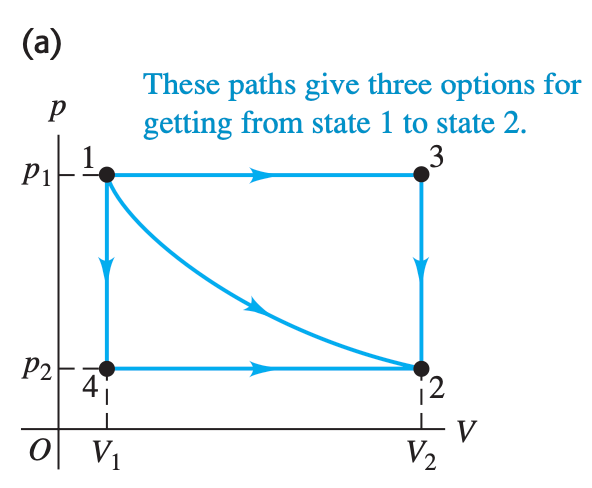 (a)
These paths give three options for
getting from state 1 to state 2.
p
p₁
1
3
p₂
4
2
O
V₁
V₂
V